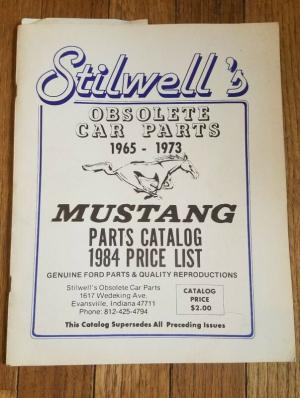 Stilwell's
OBSOLETE
CAR PARTS
1965 - 1973
MUSTANG
PARTS CATALOG
1984 PRICE LIST
GENUINE FORD PARTS & QUALITY REPRODUCTIONS
Stilwell's Obsolete Car Parts
1617 Wedeking Ave.
Evansville, Indiana 47711
Phone: 812-425-4794
CATALOG
PRICE
$2.00
This Catalog Supersedes All Preceding Issues